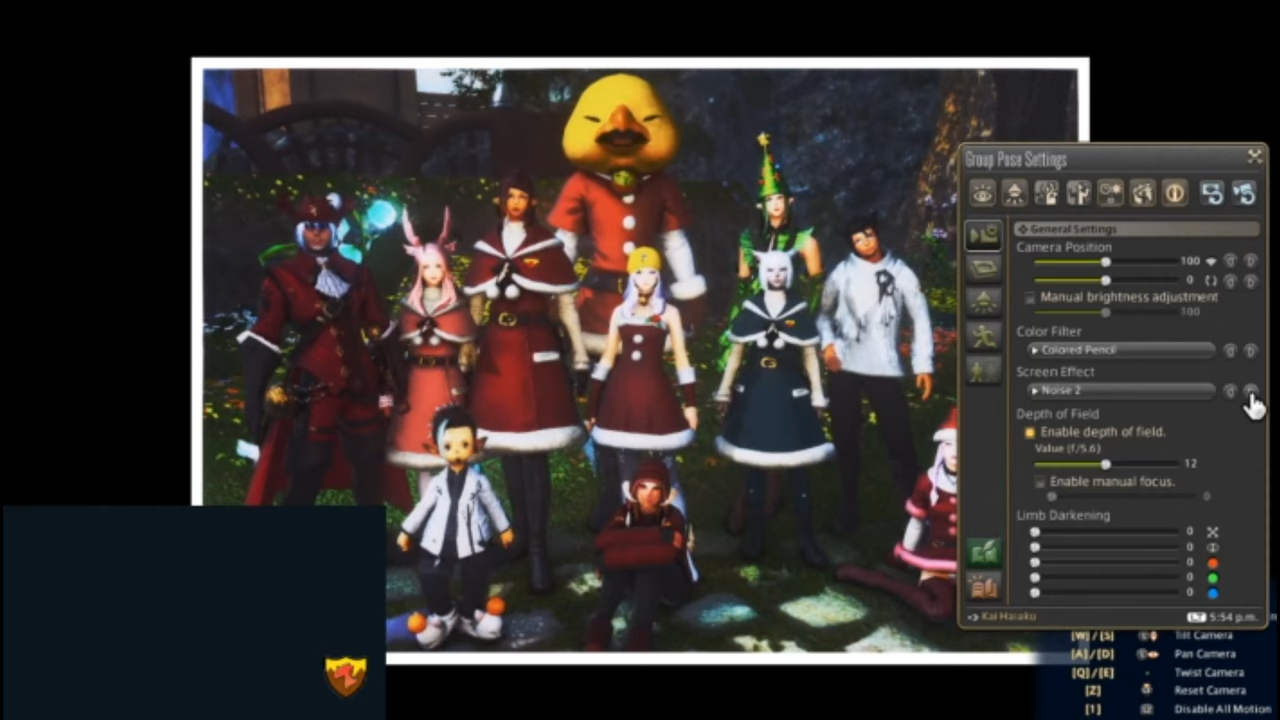 Group Pose Settings
General Settings
Camera Position
100
0
Manual brightness adjustment
100
Color Filter
Colored Pencil
Screen Effect
Noise 2
Depth of Field
Enable depth of field.
Value (f/5.6)
12
Enable manual focus.
0
Limb Darkening
0
0
0
0
0
Kai Haiaku
LT 5:54 p.m.
[W]/[S] Tilt Camera
[A]/[D] Pan Camera
[Q]/[E] Twist Camera
[Z] Reset Camera
[1] Disable All Motion